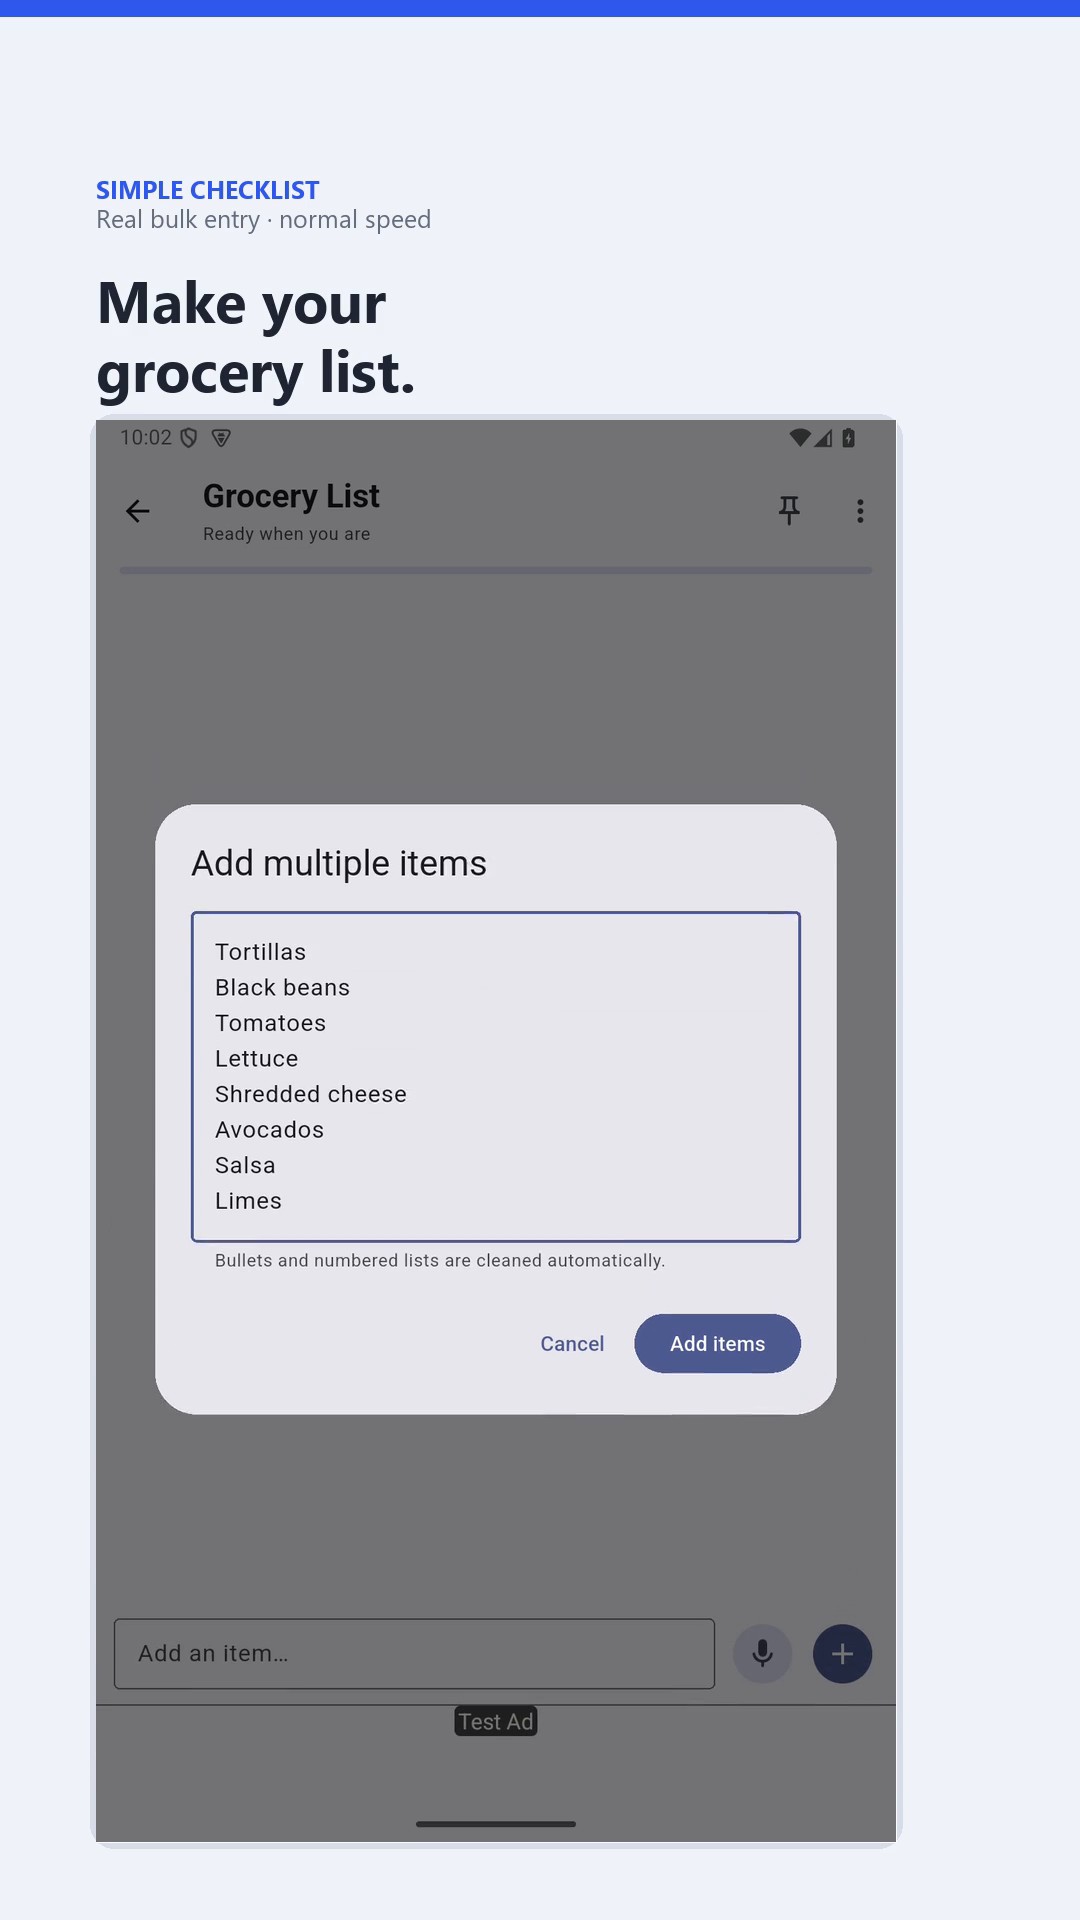 SIMPLE CHECKLIST
Real bulk entry · normal speed
Make your
grocery list.
10:02
Grocery List
Ready when you are
Add multiple items
Tortillas
Black beans
Tomatoes
Lettuce
Shredded cheese
Avocados
Salsa
Limes
Bullets and numbered lists are cleaned automatically.
Cancel
Add items
Add an item…
Test Ad